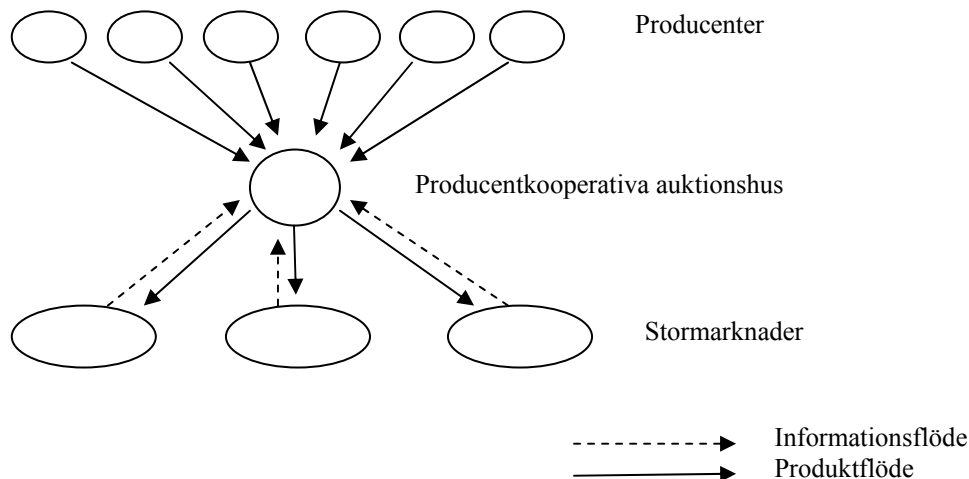 Producenter
Producentkooperativa auktionshus
Stormarknader
Informationsflöde
Produktflöde